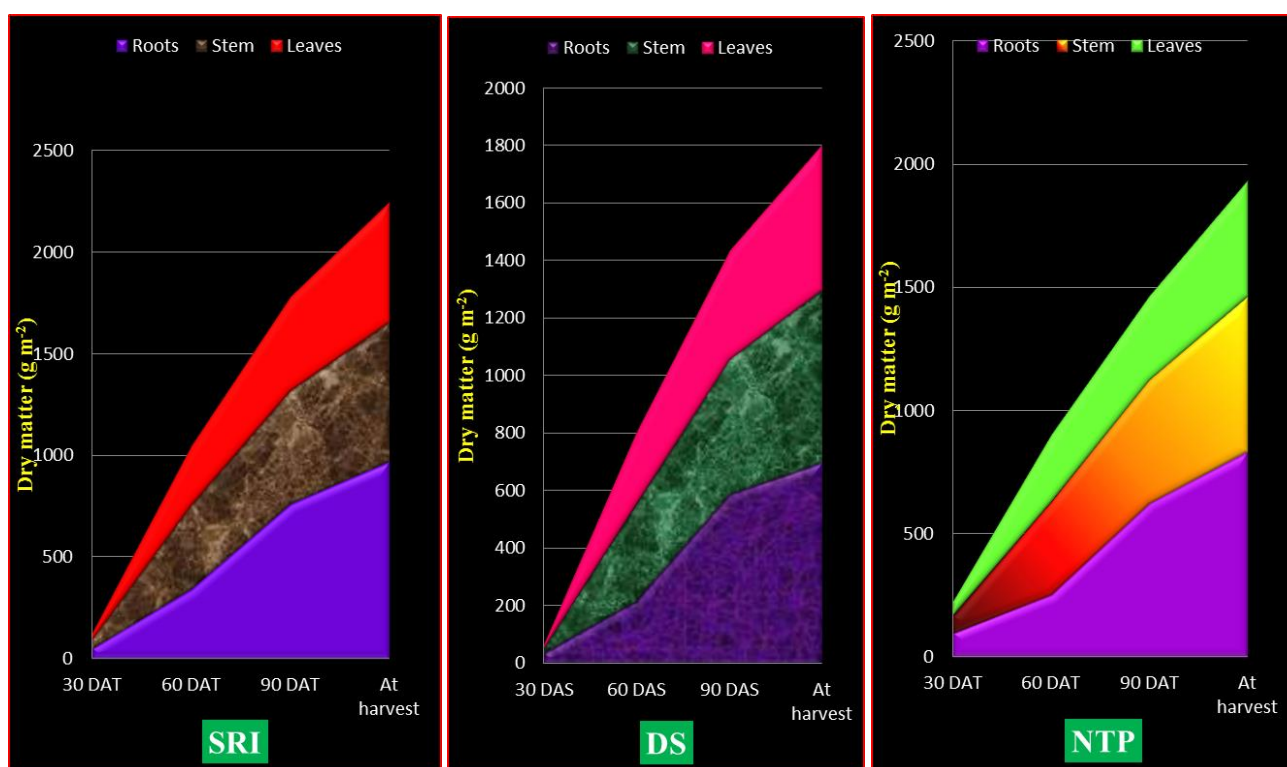 Roots Stem Leaves
2500
2000
1500
1000
500
0
Dry matter (g m⁻²)
30 DAT 60 DAT 90 DAT At
harvest
SRI
Roots Stem Leaves
2000
1800
1600
1400
1200
1000
800
600
400
200
0
Dry matter (g m⁻²)
30 DAS 60 DAS 90 DAS At
harvest
DS
2500
Roots Stem Leaves
2000
1500
1000
500
0
Dry matter (g m⁻²)
30 DAT 60 DAT 90 DAT At
harvest
NTP